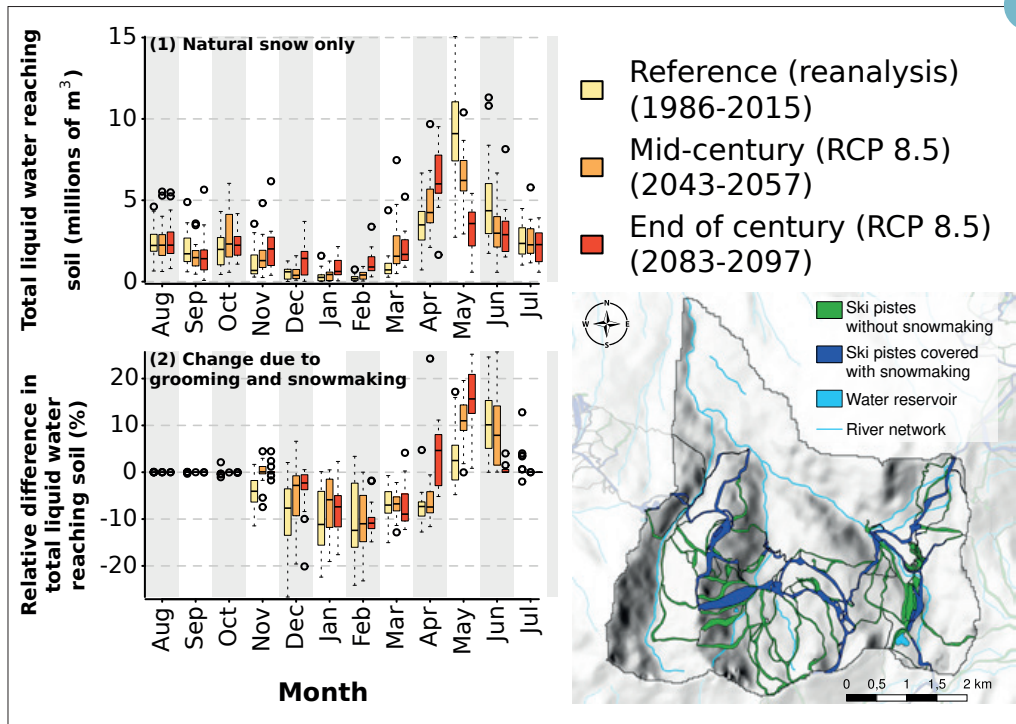 Total liquid water reaching
soil (millions of m³)
(1) Natural snow only
15
10
5
0
Aug
Sep
Oct
Nov
Dec
Jan
Feb
Mar
Apr
May
Jun
Jul
Relative difference in
total liquid water
reaching soil (%)
(2) Change due to
grooming and snowmaking
20
10
0
-10
-20
Aug
Sep
Oct
Nov
Dec
Jan
Feb
Mar
Apr
May
Jun
Jul
Month
Reference (reanalysis)
(1986-2015)
Mid-century (RCP 8.5)
(2043-2057)
End of century (RCP 8.5)
(2083-2097)
N
W E
S
Ski pistes
without snowmaking
Ski pistes covered
with snowmaking
Water reservoir
River network
0 0,5 1 1,5 2 km